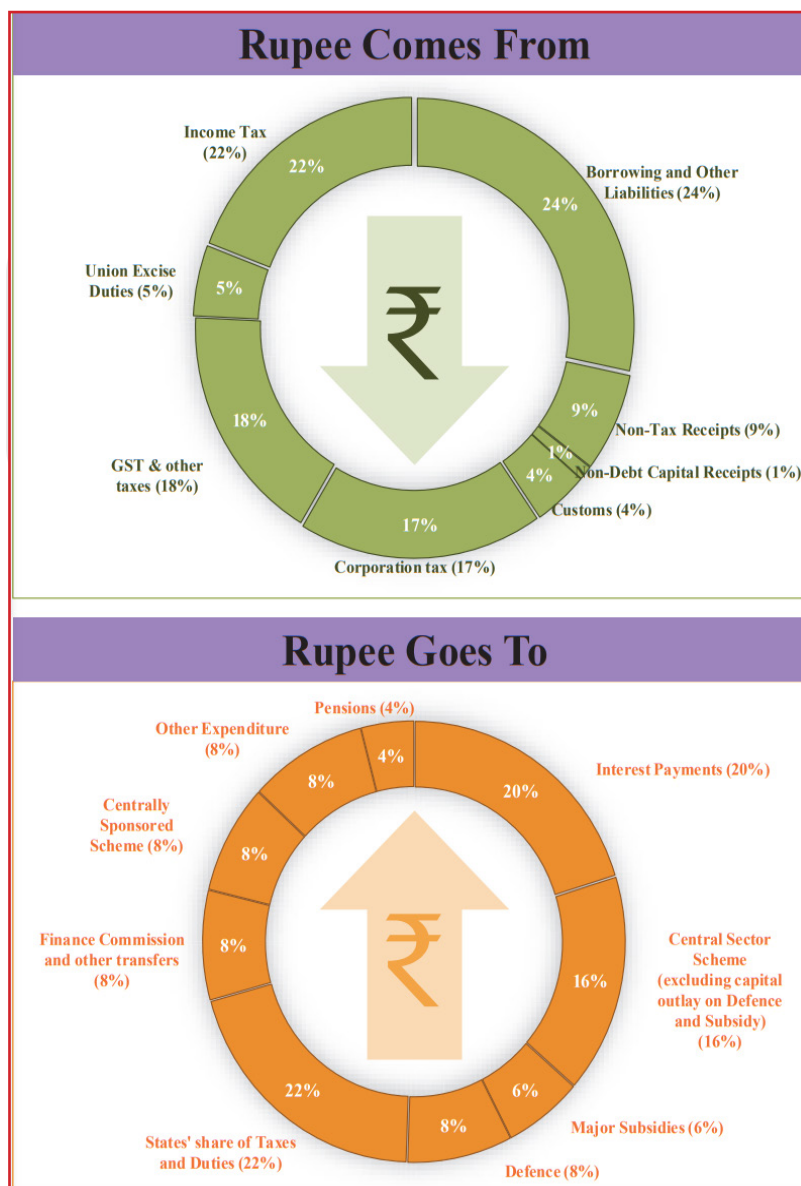 Rupee Comes From
Income Tax
(22%)
22%
Borrowing and Other
Liabilities (24%)
24%
Union Excise
Duties (5%)
5%
₹
18%
GST & other
taxes (18%)
9%
Non-Tax Receipts (9%)
1%
Non-Debt Capital Receipts (1%)
4%
Customs (4%)
17%
Corporation tax (17%)
Rupee Goes To
Pensions (4%)
4%
Other Expenditure
(8%)
8%
Interest Payments (20%)
20%
Centrally
Sponsored
Scheme (8%)
8%
₹
Finance Commission
and other transfers
(8%)
8%
Central Sector
Scheme
(excluding capital
outlay on Defence
and Subsidy)
(16%)
16%
22%
States' share of Taxes
and Duties (22%)
6%
Major Subsidies (6%)
8%
Defence (8%)